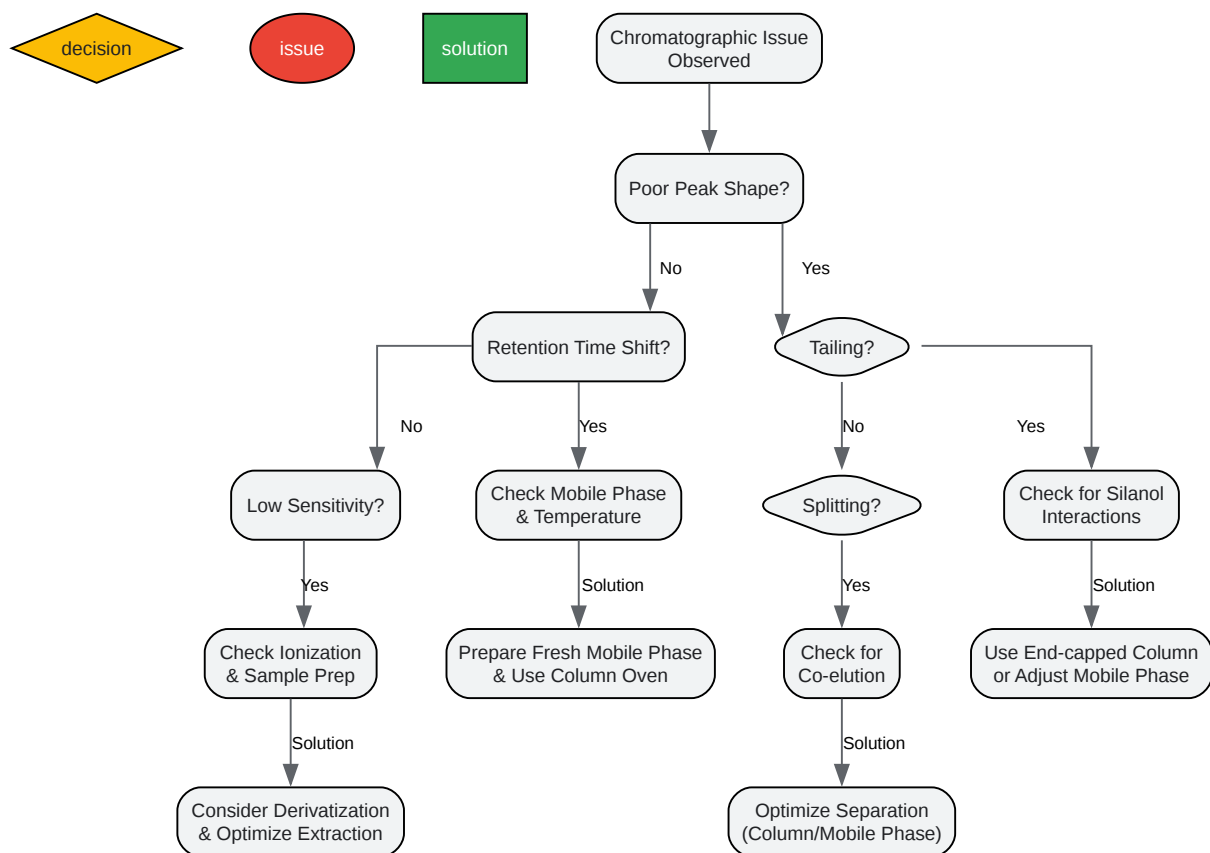 decision
issue
solution
Chromatographic Issue
Observed
Poor Peak Shape?
No
Yes
Retention Time Shift?
Tailing?
No
Yes
No
Yes
Low Sensitivity?
Check Mobile Phase
& Temperature
Splitting?
Check for Silanol
Interactions
Yes
Solution
Yes
Solution
Check Ionization
& Sample Prep
Prepare Fresh Mobile Phase
& Use Column Oven
Check for
Co-elution
Use End-capped Column
or Adjust Mobile Phase
Solution
Solution
Consider Derivatization
& Optimize Extraction
Optimize Separation
(Column/Mobile Phase)